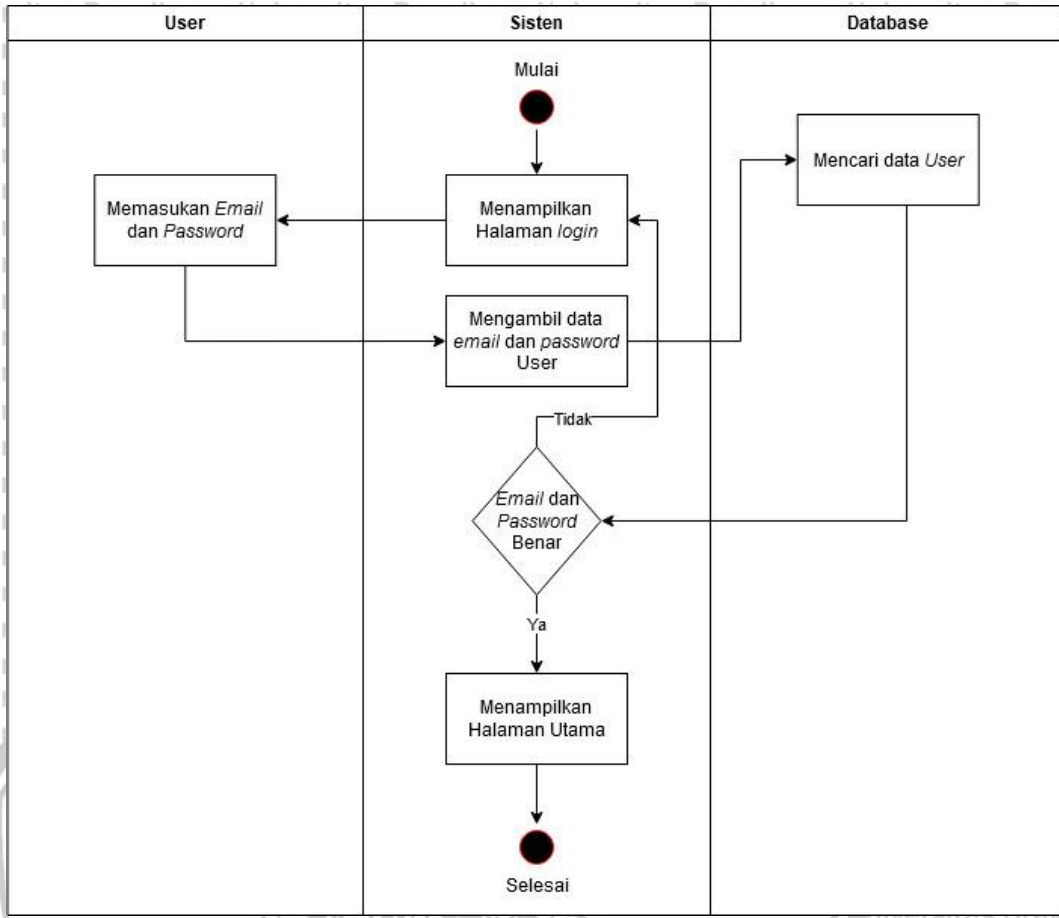 User
Sisten
Database
Mulai
Mencari data User
Memasukan Email
dan Password
Menampilkan
Halaman login
Mengambil data
email dan password
User
Tidak
Email dan
Password
Benar
Ya
Menampilkan
Halaman Utama
Selesai